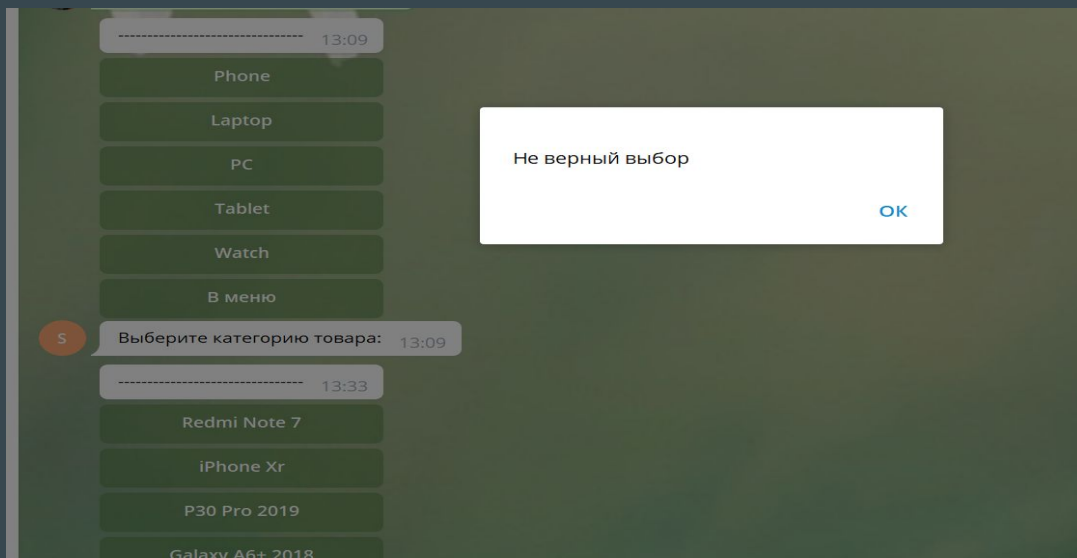 -------------------------------- 13:09
Phone
Laptop
PC
Tablet
Watch
В меню
S
Выберите категорию товара: 13:09
-------------------------------- 13:33
Redmi Note 7
iPhone Xr
P30 Pro 2019
Galaxy A6+ 2018
Не верный выбор
ОК